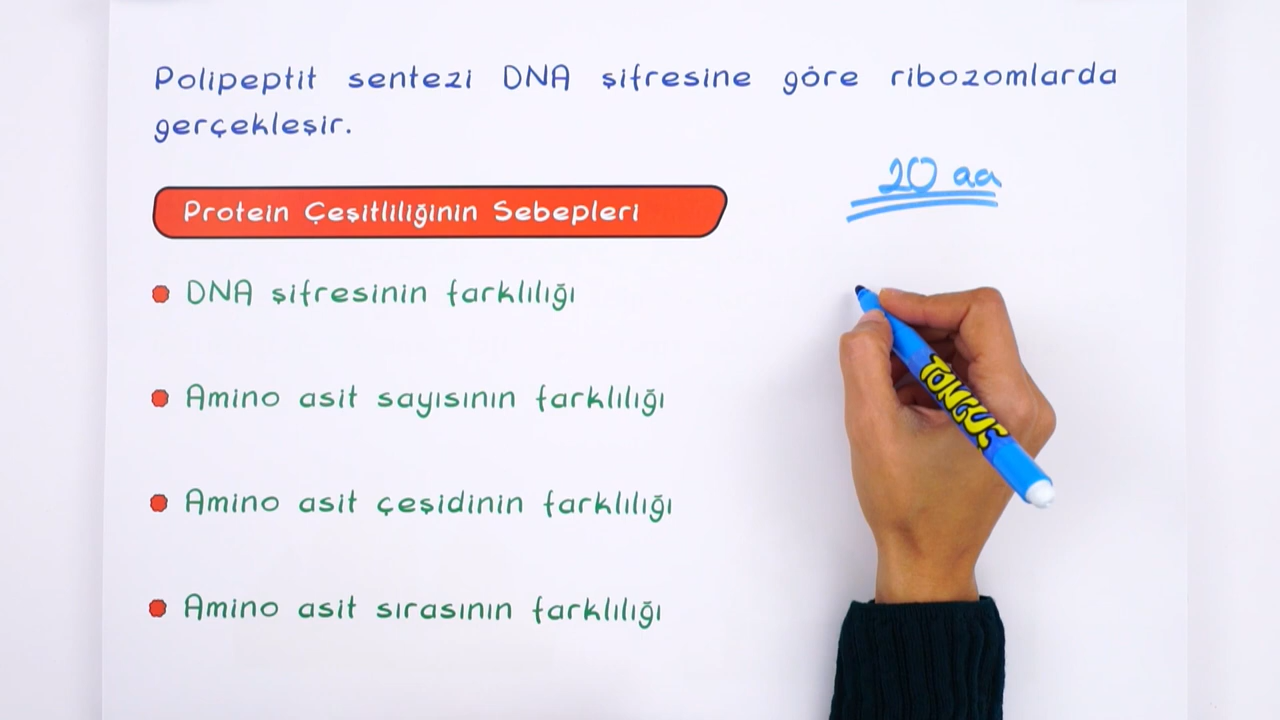 Polipeptit sentezi DNA şifresine göre ribozomlarda
gerçekleşir.
20 aa
Protein Çeşitliliğinin Sebepleri
DNA şifresinin farklılığı
Amino asit sayısının farklılığı
Amino asit çeşidinin farklılığı
Amino asit sırasının farklılığı
TONGUÇ